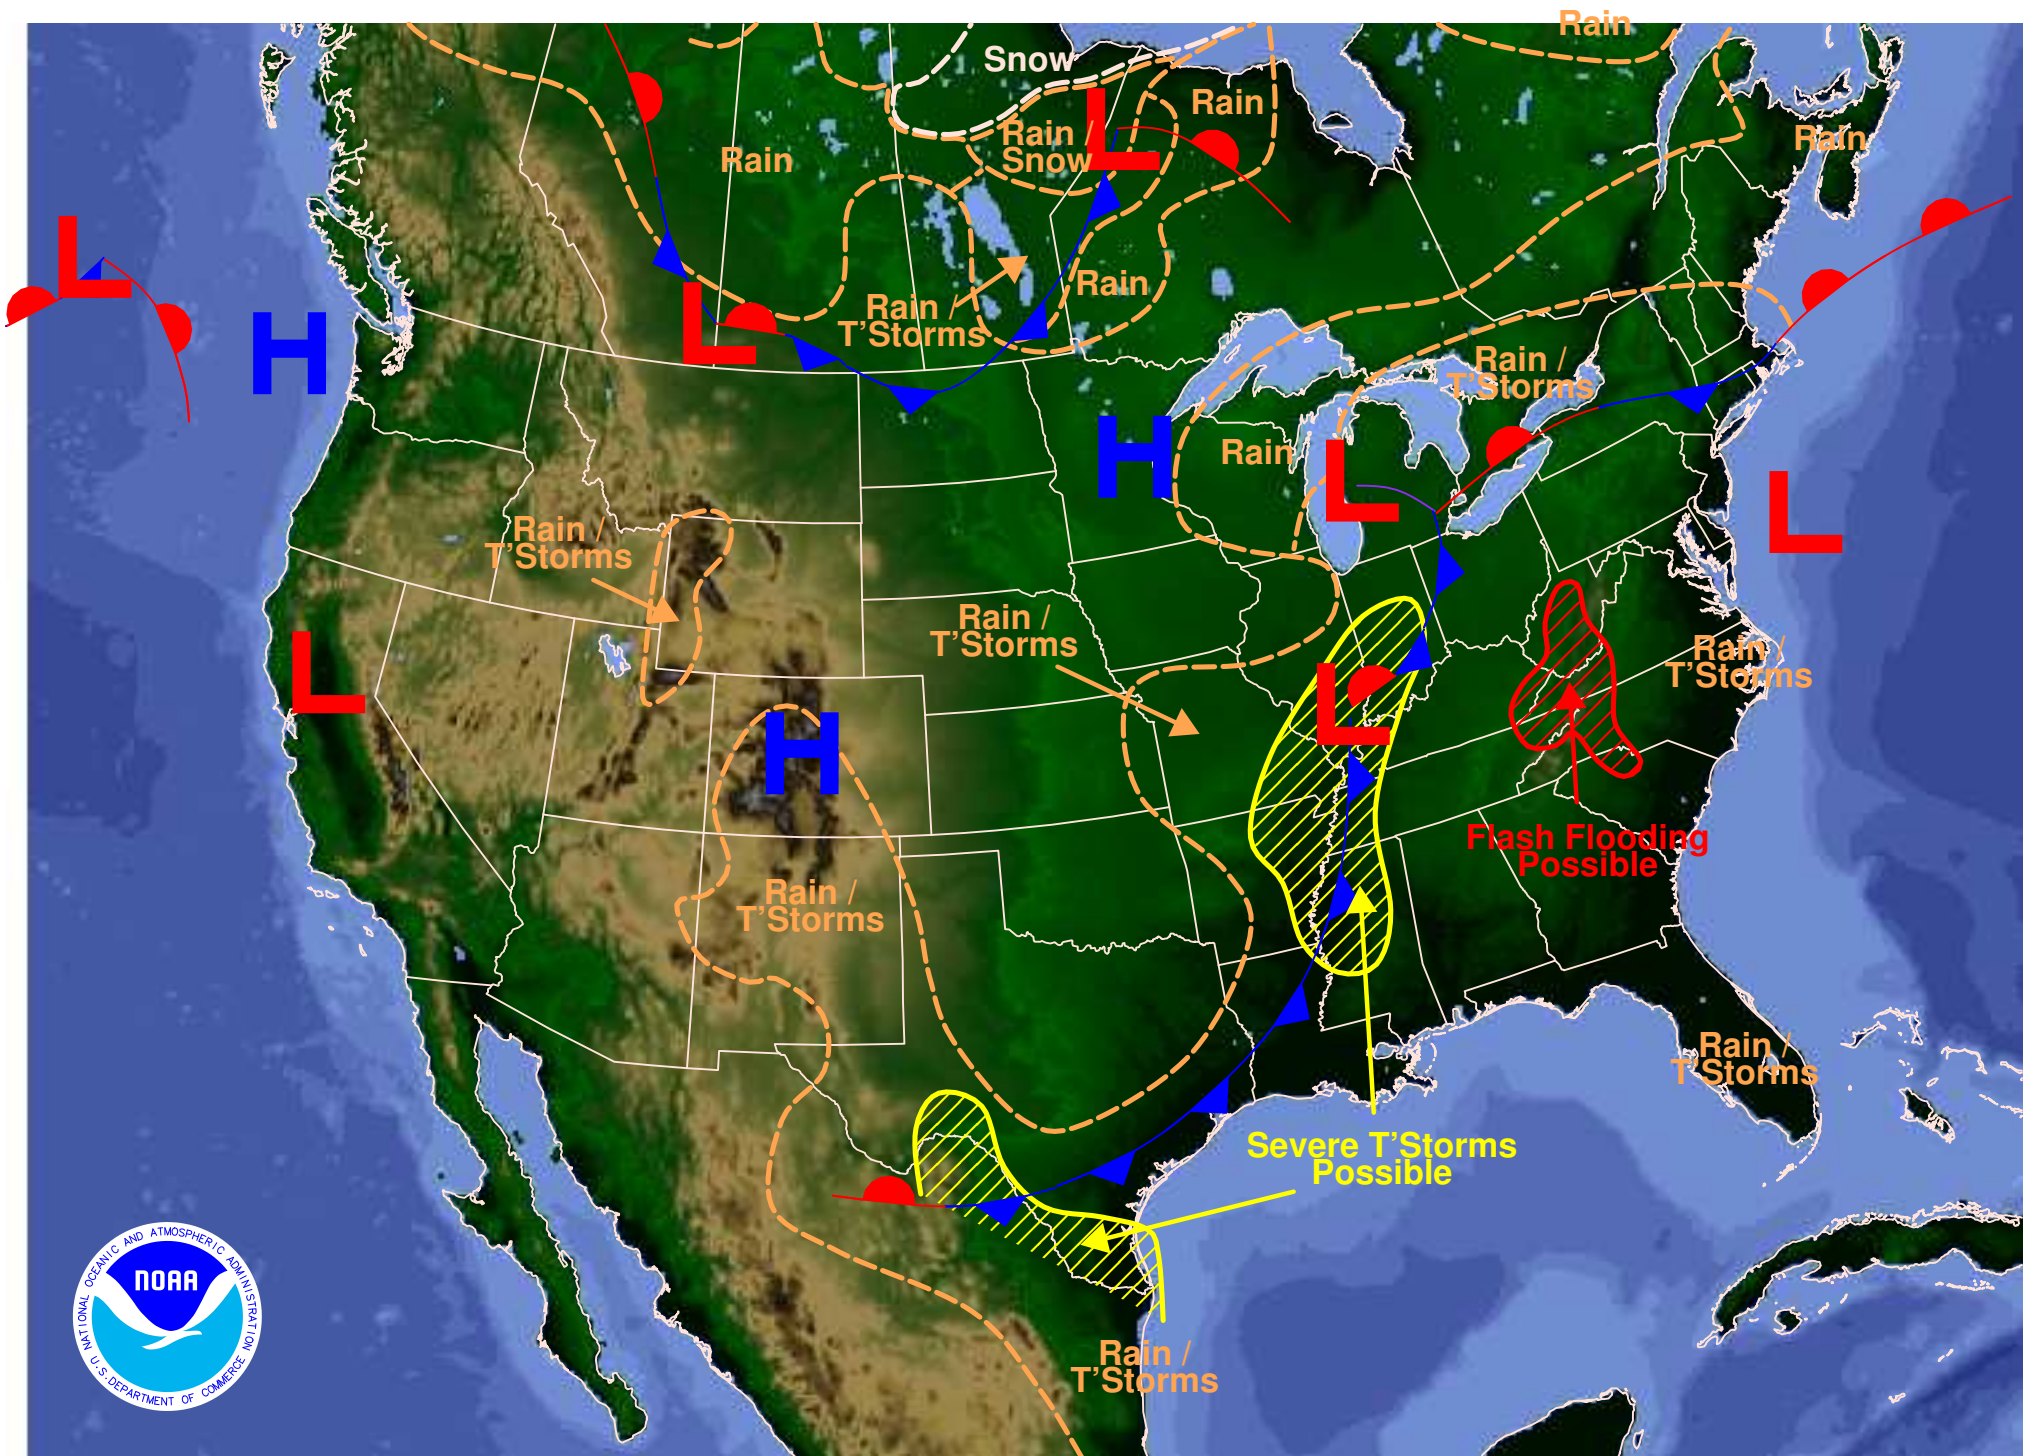 Rain
Snow
Rain
Rain /
Snow
Rain
Rain
L
L
H
L
Rain
Rain /
T'Storms
Rain /
T'Storms
H
Rain
L
L
Rain /
T'Storms
Rain /
T'Storms
L
H
L
Rain /
T'Storms
Flash Flooding
Possible
Rain /
T'Storms
Rain /
T'Storms
Severe T'Storms
Possible
Rain /
T'Storms
NATIONAL OCEANIC AND ATMOSPHERIC ADMINISTRATION
NOAA
U.S. DEPARTMENT OF COMMERCE